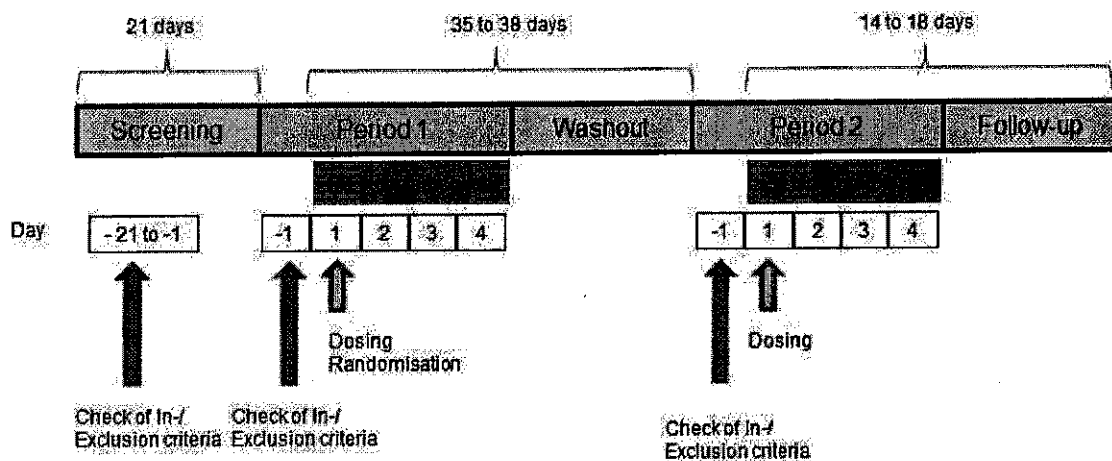 21 days
35 to 38 days
14 to 18 days
Screening
Period 1
Washout
Period 2
Follow-up
Day
- 21 to -1
-1
1
2
3
4
-1
1
2
3
4
Dosing
Randomisation
Dosing
Check of In-/
Exclusion criteria
Check of In-/
Exclusion criteria
Check of In-/
Exclusion criteria